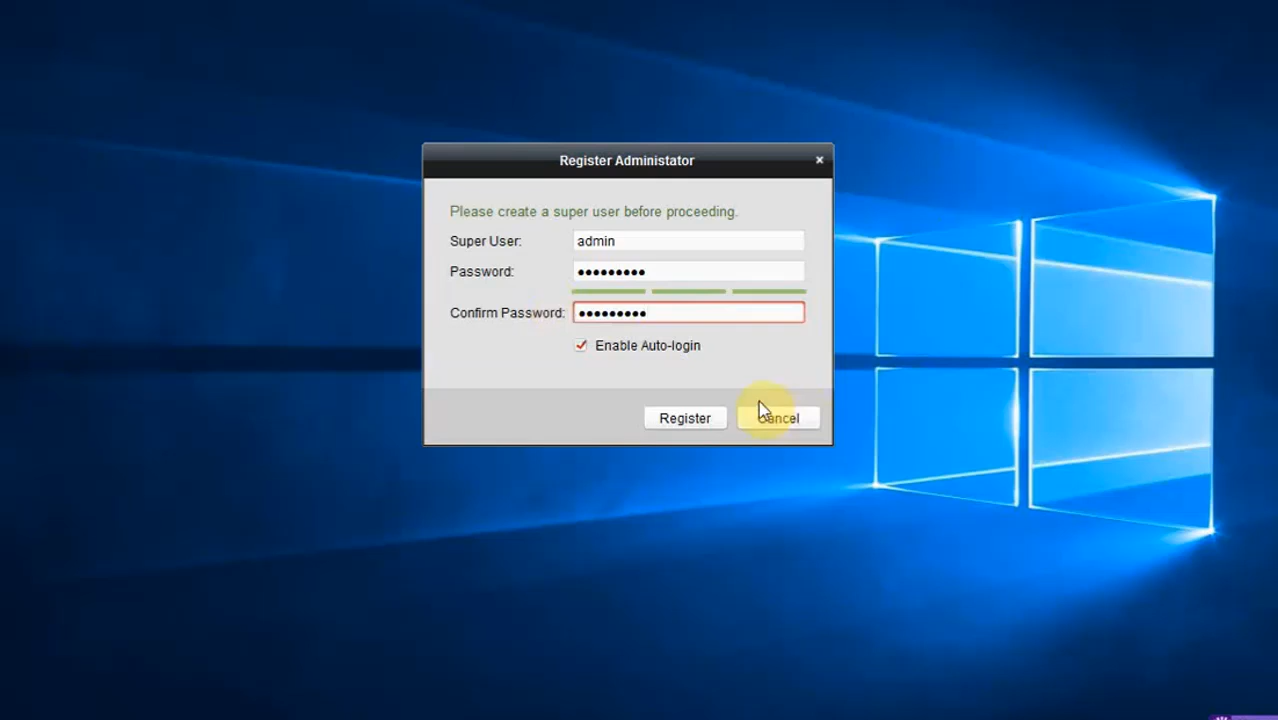 Register Administator
×
Please create a super user before proceeding.
Super User: admin
Password: ●●●●●●●●●
Confirm Password: ●●●●●●●●●
Enable Auto-login
Register Cancel